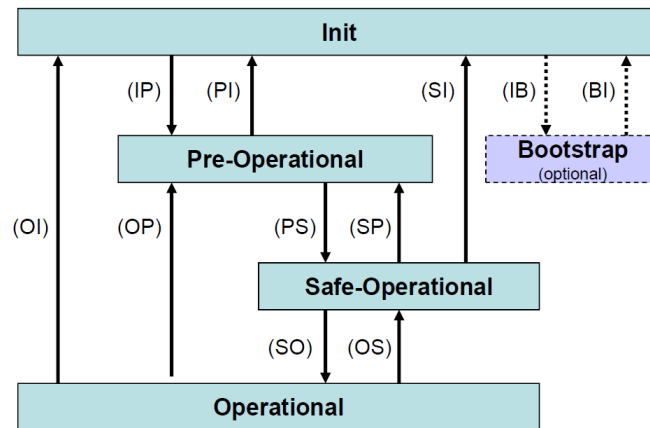 Init
(IP)
(PI)
(SI)
(IB)
(BI)
Pre-Operational
Bootstrap
(optional)
(OI)
(OP)
(PS)
(SP)
Safe-Operational
(SO)
(OS)
Operational